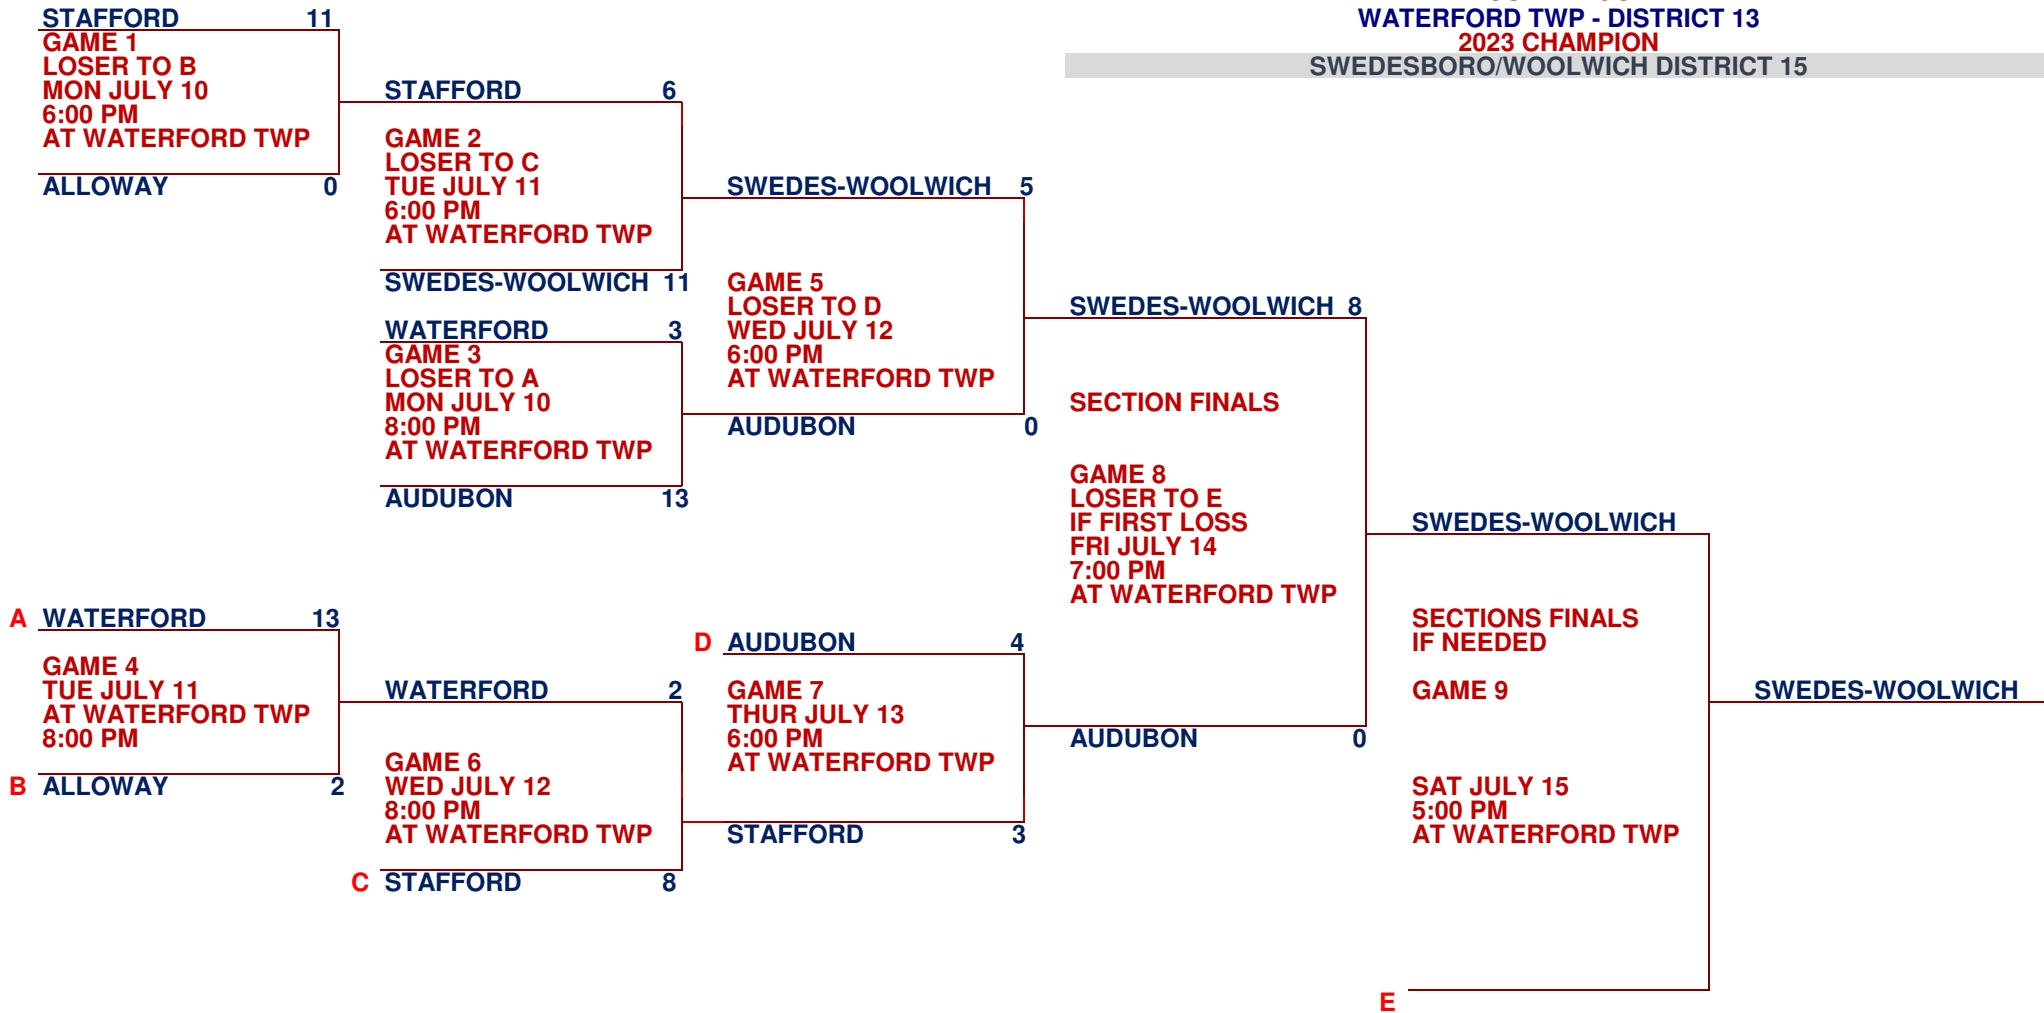 WATERFORD TWP - DISTRICT 13
2023 CHAMPION
SWEDESBORO/WOOLWICH DISTRICT 15
STAFFORD 11
GAME 1
LOSER TO B
MON JULY 10
6:00 PM
AT WATERFORD TWP
ALLOWAY 0
STAFFORD 6
GAME 2
LOSER TO C
TUE JULY 11
6:00 PM
AT WATERFORD TWP
SWEDES-WOOLWICH 11
WATERFORD 3
GAME 3
LOSER TO A
MON JULY 10
8:00 PM
AT WATERFORD TWP
AUDUBON 13
SWEDES-WOOLWICH 5
GAME 5
LOSER TO D
WED JULY 12
6:00 PM
AT WATERFORD TWP
AUDUBON 0
SWEDES-WOOLWICH 8
SECTION FINALS
GAME 8
LOSER TO E
IF FIRST LOSS
FRI JULY 14
7:00 PM
AT WATERFORD TWP
AUDUBON 0
A WATERFORD 13
GAME 4
TUE JULY 11
AT WATERFORD TWP
8:00 PM
B ALLOWAY 2
WATERFORD 2
GAME 6
WED JULY 12
8:00 PM
AT WATERFORD TWP
C STAFFORD 8
D AUDUBON 4
GAME 7
THUR JULY 13
6:00 PM
AT WATERFORD TWP
STAFFORD 3
SWEDES-WOOLWICH
SECTIONS FINALS
IF NEEDED
GAME 9
SAT JULY 15
5:00 PM
AT WATERFORD TWP
E
SWEDES-WOOLWICH